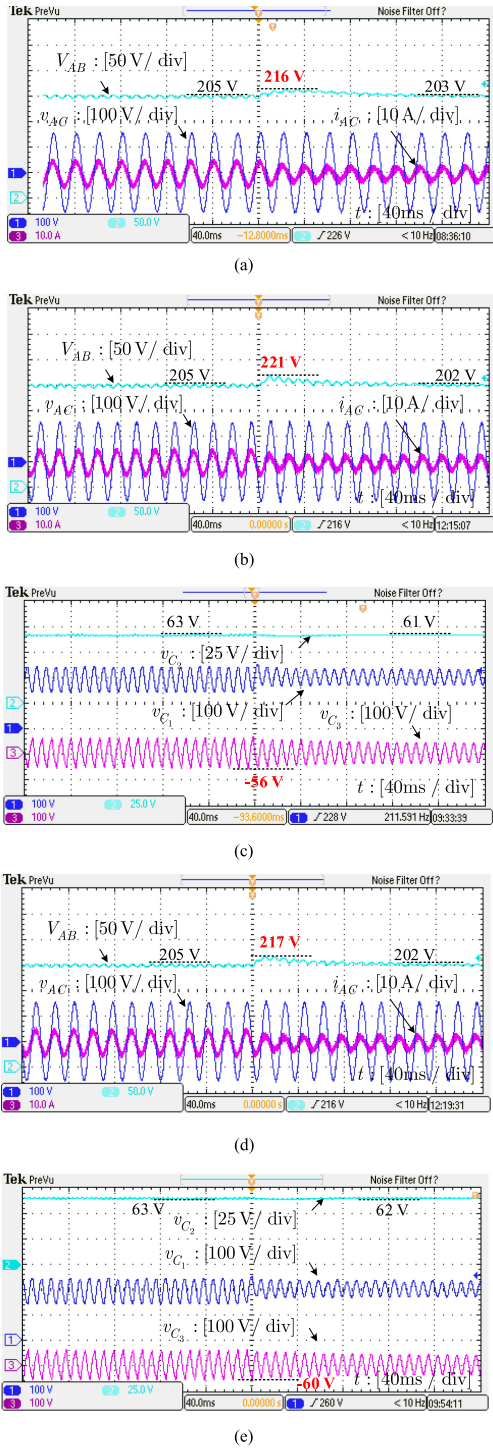 Tek PreVu Noise Filter Off?
V_AB : [50 V/ div]
205 V 216 V 203 V
v_AC : [100 V/ div] i_AC : [10 A/ div]
t : [40ms / div]
1 100 V 2 50.0 V
3 10.0 A 40.0ms -12.8000ms 2 ƒ 226 V < 10 Hz 08:36:10
(a)
Tek PreVu Noise Filter Off?
V_AB : [50 V/ div]
205 V 221 V 202 V
v_AC : [100 V/ div] i_AC : [10 A/ div]
t : [40ms / div]
1 100 V 2 50.0 V
3 10.0 A 40.0ms 0.00000 s 2 ƒ 216 V < 10 Hz 12:15:07
(b)
Tek PreVu Noise Filter Off?
63 V 61 V
v_C2 : [25 V/ div]
v_C1 : [100 V/ div] v_C3 : [100 V/ div]
-56 V
t : [40ms / div]
1 100 V 2 25.0 V
3 100 V 40.0ms -93.6000ms 1 ƒ 228 V 211.591 Hz 09:33:39
(c)
Tek PreVu Noise Filter Off?
V_AB : [50 V/ div]
205 V 217 V 202 V
v_AC : [100 V/ div] i_AC : [10 A/ div]
t : [40ms / div]
1 100 V 2 50.0 V
3 10.0 A 40.0ms 0.00000 s 2 ƒ 216 V < 10 Hz 12:19:31
(d)
Tek PreVu Noise Filter Off?
63 V v_C2 : [25 V/ div] 62 V
v_C1 : [100 V/ div]
v_C3 : [100 V/ div]
-60 V t : [40ms / div]
1 100 V 2 25.0 V
3 100 V 40.0ms 0.00000 s 1 ƒ 260 V < 10 Hz 09:54:11
(e)